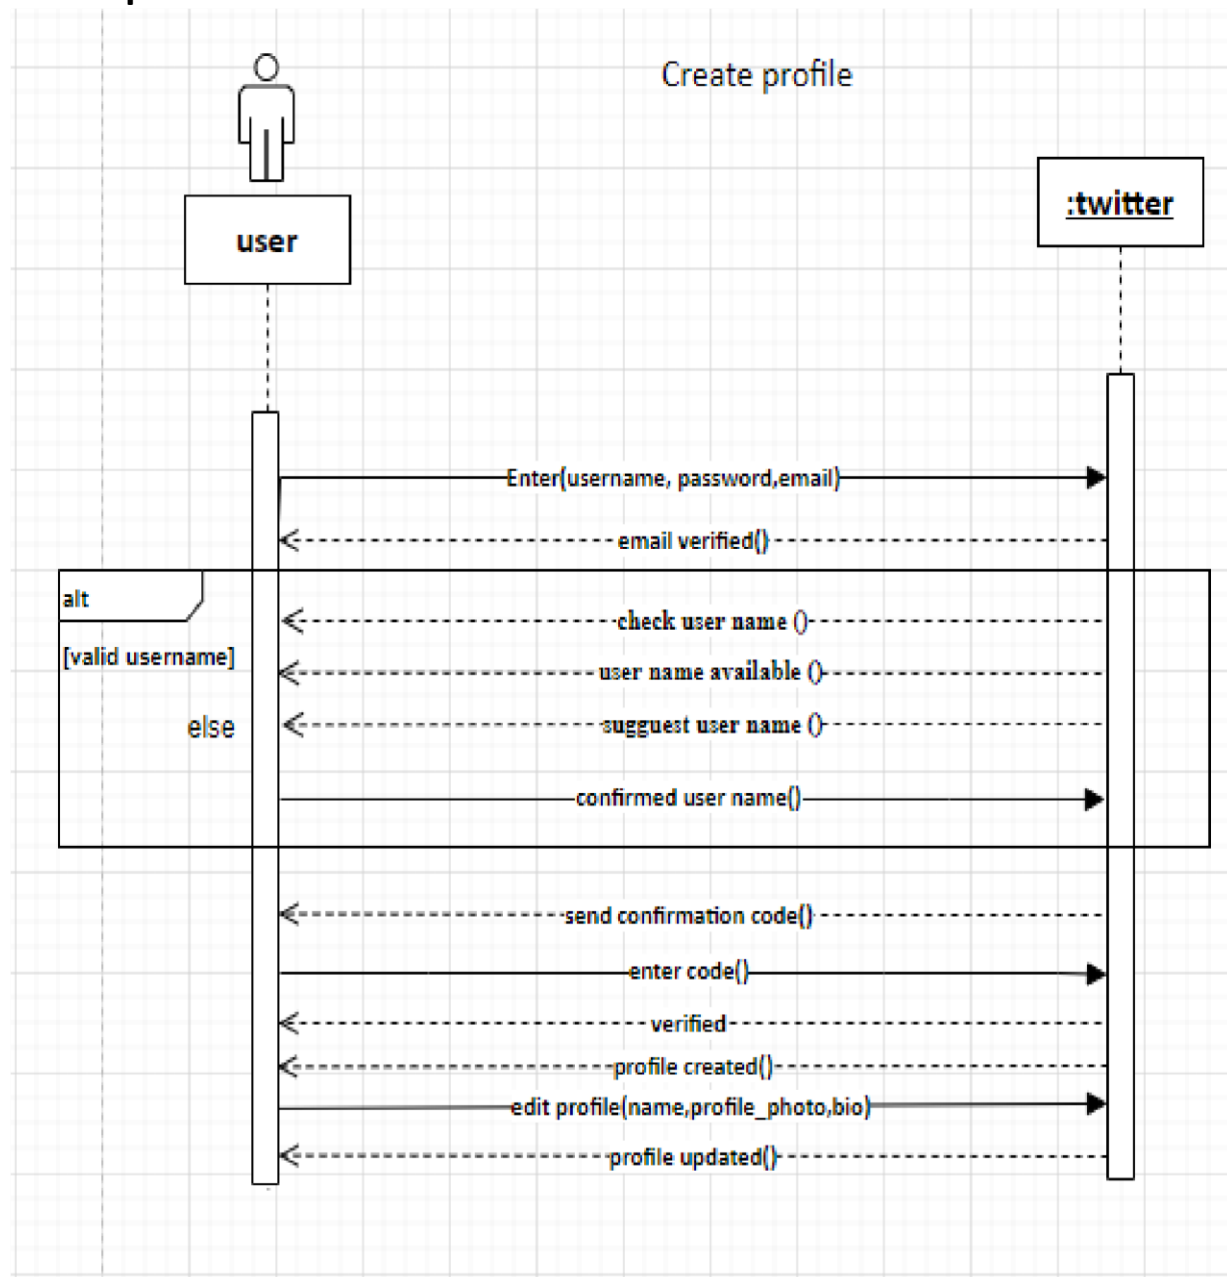 Create profile
:twitter
user
Enter(username, password,email)
email verified()
alt
check user name ()
[valid username]
user name available ()
else
sugguest user name ()
confirmed user name()
send confirmation code()
enter code()
verified
profile created()
edit profile(name,profile_photo,bio)
profile updated()